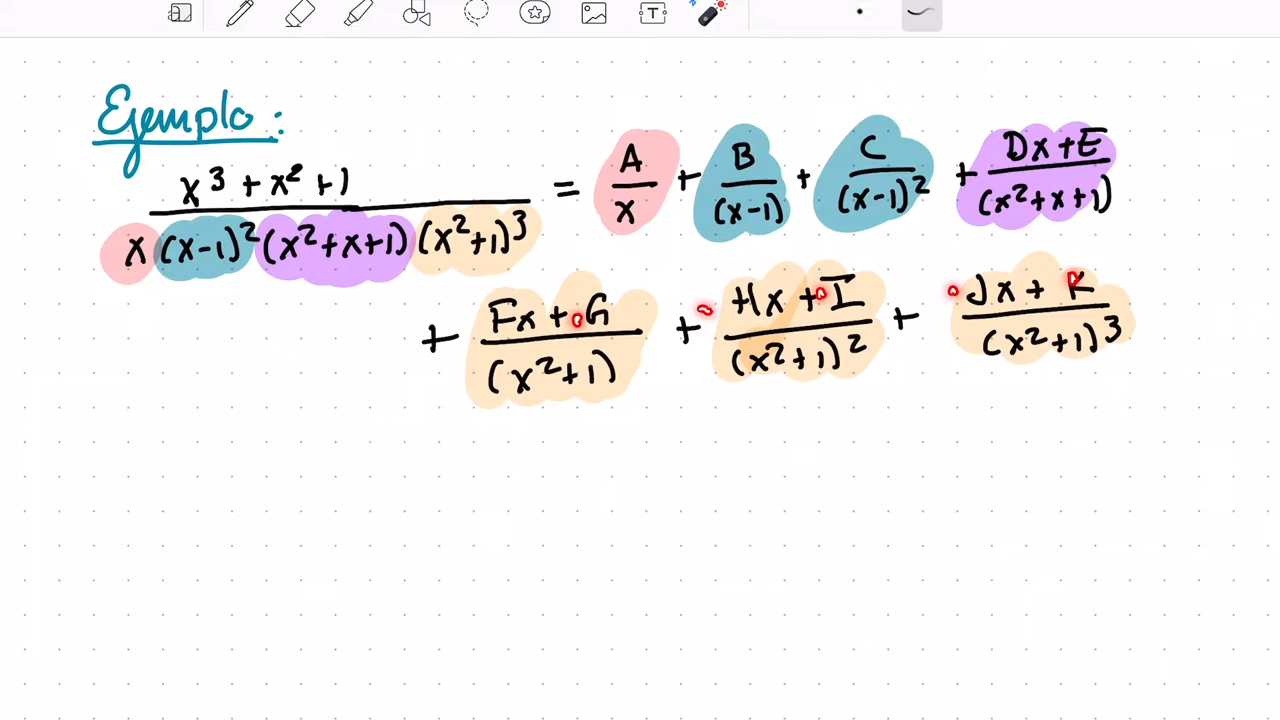 Ejemplo:
x³ + x² + 1 / x (x-1)² (x²+x+1) (x²+1)³ = A/x + B/(x-1) + C/(x-1)² + Dx+E/(x²+x+1)
+ Fx+G/(x²+1) + Hx+I/(x²+1)² + Jx+K/(x²+1)³